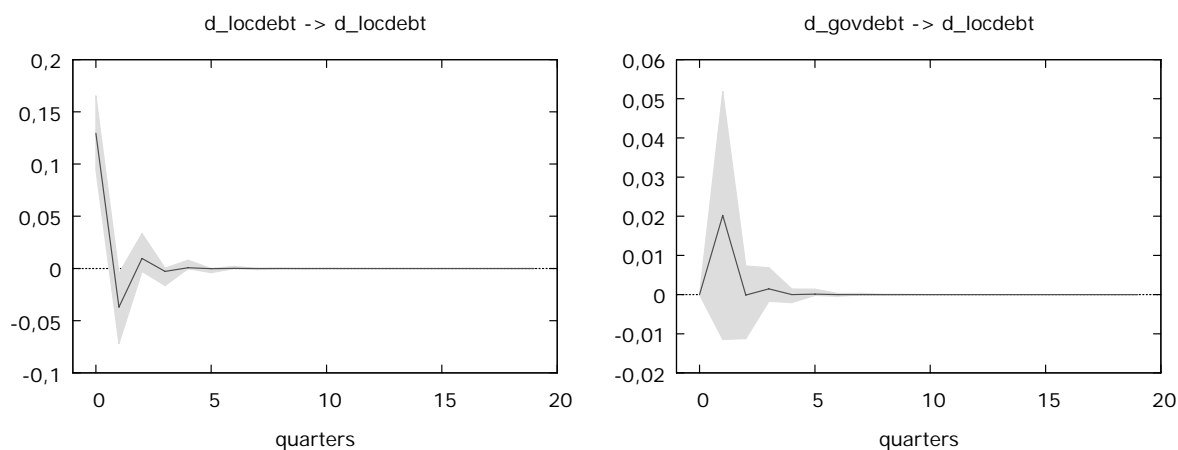 d_locdebt -> d_locdebt
0,2
0,15
0,1
0,05
0
-0,05
-0,1
0 5 10 15 20
quarters
d_govdebt -> d_locdebt
0,06
0,05
0,04
0,03
0,02
0,01
0
-0,01
-0,02
0 5 10 15 20
quarters